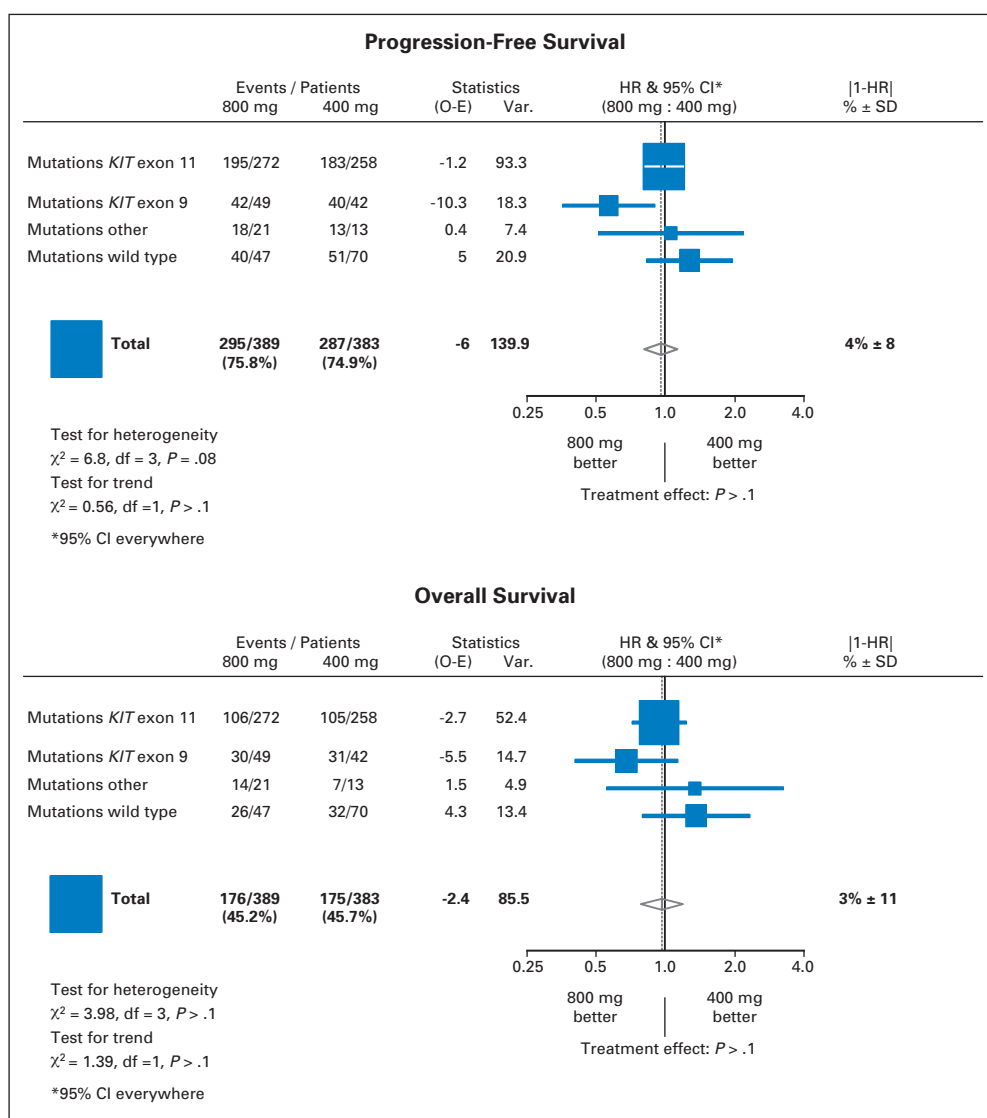 Progression-Free Survival
Events / Patients Statistics HR & 95% CI* |1-HR|
800 mg 400 mg (O-E) Var. (800 mg : 400 mg) % ± SD
Mutations KIT exon 11 195/272 183/258 -1.2 93.3
Mutations KIT exon 9 42/49 40/42 -10.3 18.3
Mutations other 18/21 13/13 0.4 7.4
Mutations wild type 40/47 51/70 5 20.9
Total 295/389 287/383 -6 139.9 4% ± 8
(75.8%) (74.9%)
0.25 0.5 1.0 2.0 4.0
Test for heterogeneity 800 mg 400 mg
χ² = 6.8, df = 3, P = .08 better better
Test for trend
Treatment effect: P > .1
χ² = 0.56, df =1, P > .1
*95% CI everywhere
Overall Survival
Events / Patients Statistics HR & 95% CI* |1-HR|
800 mg 400 mg (O-E) Var. (800 mg : 400 mg) % ± SD
Mutations KIT exon 11 106/272 105/258 -2.7 52.4
Mutations KIT exon 9 30/49 31/42 -5.5 14.7
Mutations other 14/21 7/13 1.5 4.9
Mutations wild type 26/47 32/70 4.3 13.4
Total 176/389 175/383 -2.4 85.5 3% ± 11
(45.2%) (45.7%)
0.25 0.5 1.0 2.0 4.0
Test for heterogeneity 800 mg 400 mg
χ² = 3.98, df = 3, P > .1 better better
Test for trend
Treatment effect: P > .1
χ² = 1.39, df =1, P > .1
*95% CI everywhere